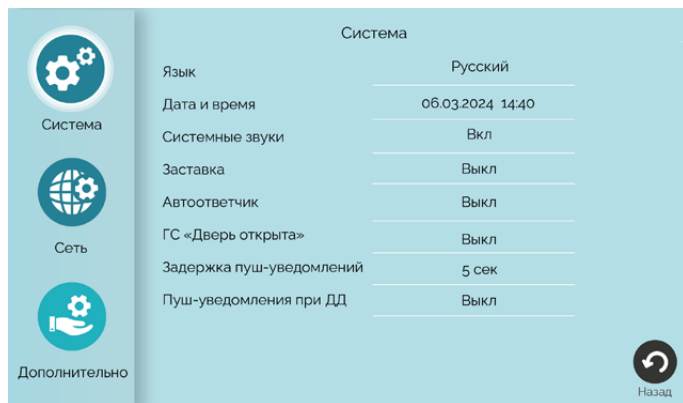 Система
Система
Сеть
Дополнительно
Язык Русский
Дата и время 06.03.2024 14:40
Системные звуки Вкл
Заставка Выкл
Автоответчик Выкл
ГС «Дверь открыта» Выкл
Задержка пуш-уведомлений 5 сек
Пуш-уведомления при ДД Выкл
Назад